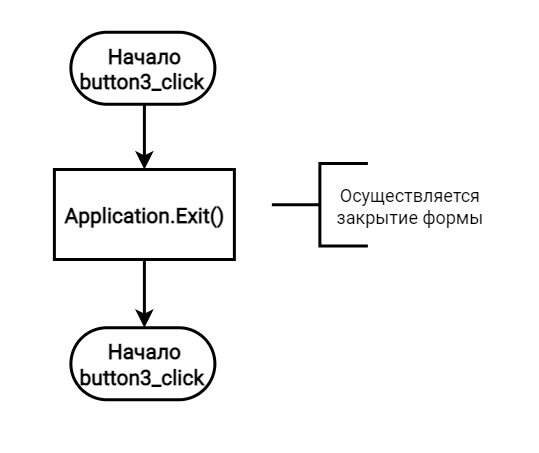 Начало
button3_click
Application.Exit()
Осуществляется
закрытие формы
Начало
button3_click